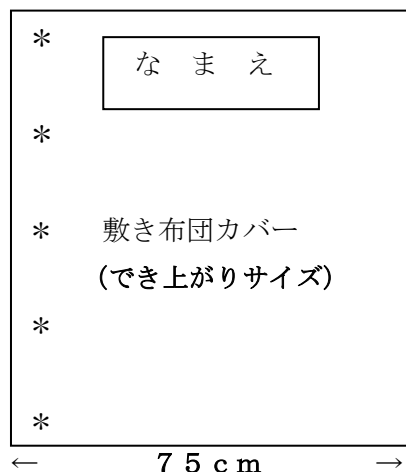 ＊
な　ま　え
＊
＊　敷き布団カバー
(でき上がりサイズ)
＊
＊
←　７５ｃｍ　→